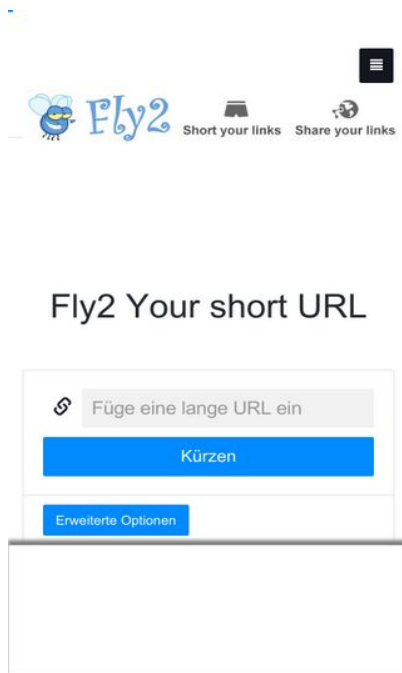 Fly2
Short your links Share your links
Fly2 Your short URL
Füge eine lange URL ein
Kürzen
Erweiterte Optionen